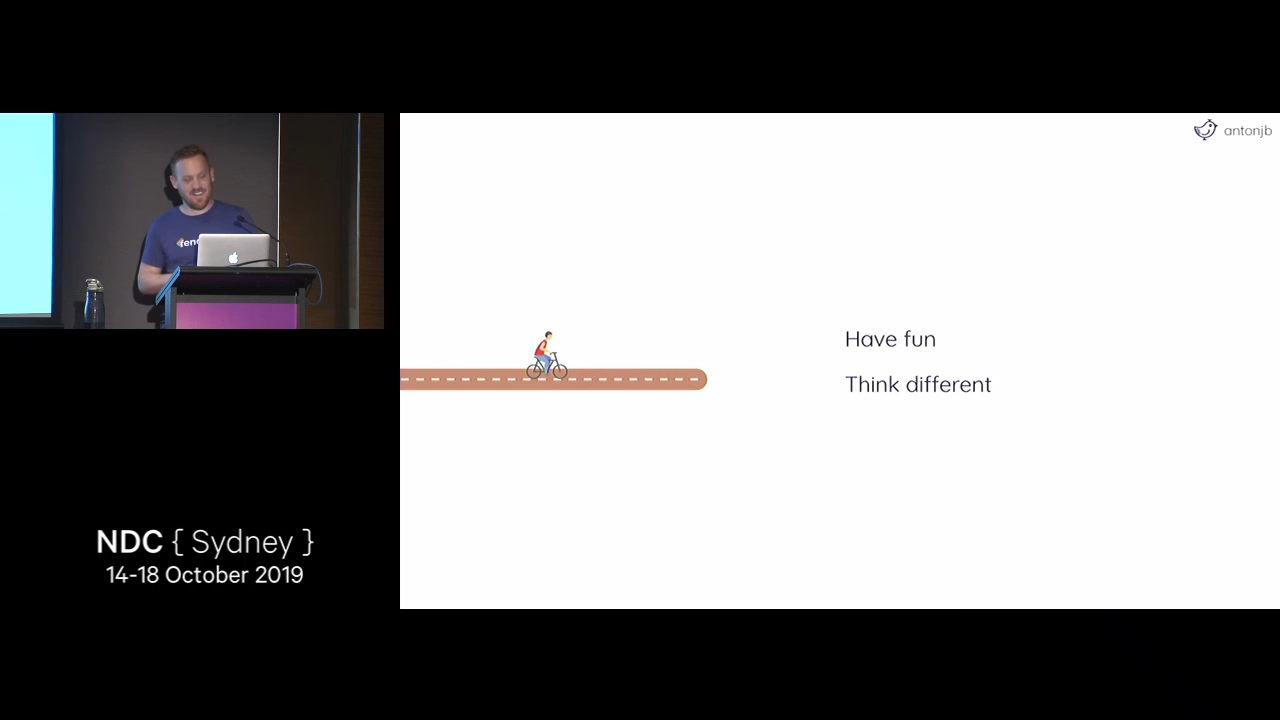 antonjb
Have fun
Think different
NDC { Sydney }
14-18 October 2019